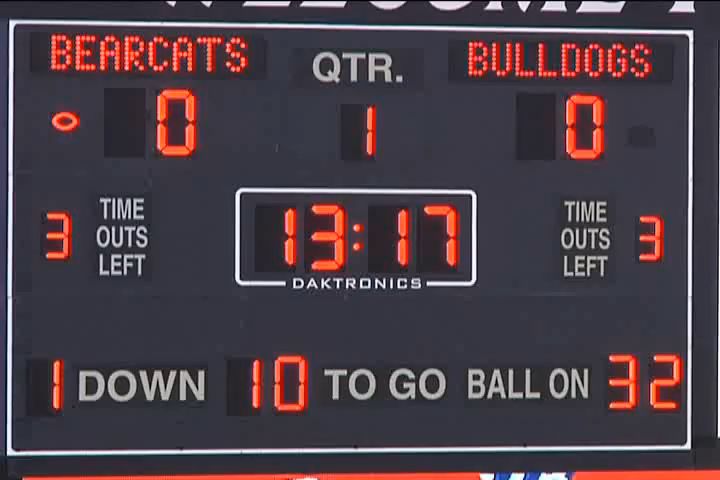 WELCOME T
BEARCATS QTR. BULLDOGS
0 1 0
3 TIME OUTS LEFT 13:17 TIME OUTS LEFT 3
DAKTRONICS
1 DOWN 10 TO GO BALL ON 32